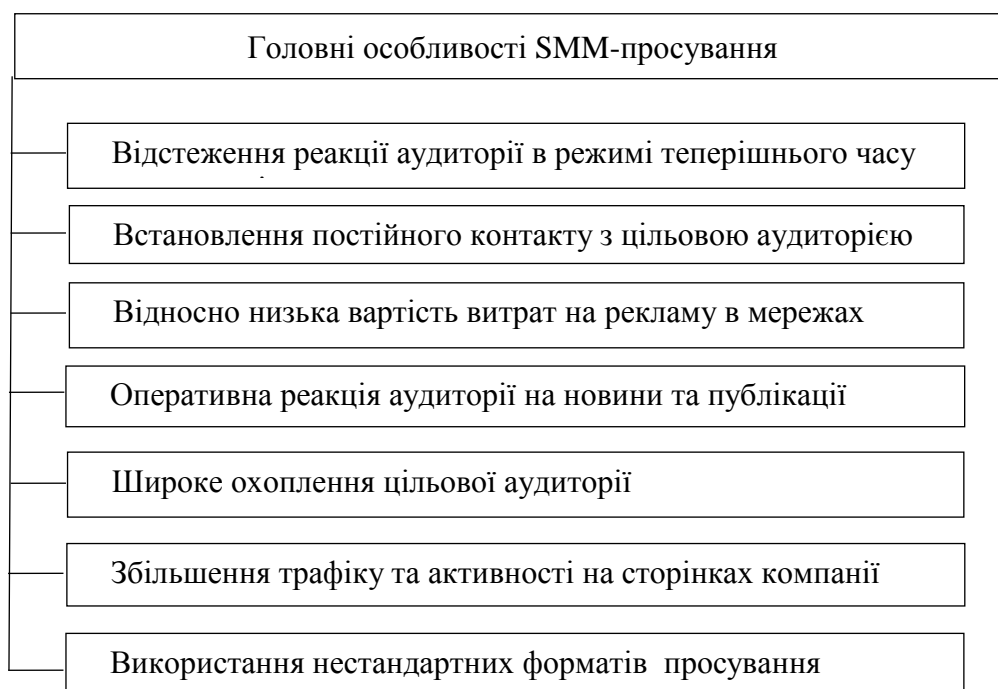 Головні особливості SMM-просування
Відстеження реакції аудиторії в режимі теперішнього часу
Встановлення постійного контакту з цільовою аудиторією
Відносно низька вартість витрат на рекламу в мережах
Оперативна реакція аудиторії на новини та публікації
Широке охоплення цільової аудиторії
Збільшення трафіку та активності на сторінках компанії
Використання нестандартних форматів просування